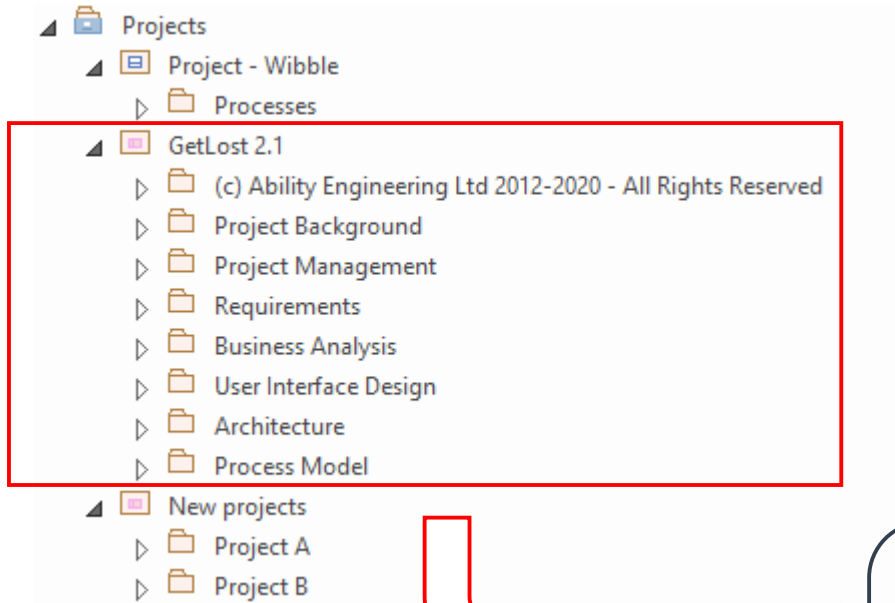 Projects
Project - Wibble
Processes
GetLost 2.1
(c) Ability Engineering Ltd 2012-2020 - All Rights Reserved
Project Background
Project Management
Requirements
Business Analysis
User Interface Design
Architecture
Process Model
New projects
Project A
Project B